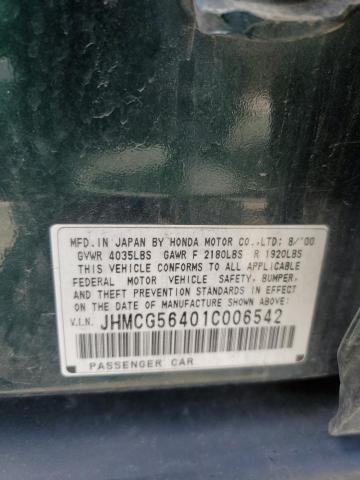 MFD. IN JAPAN BY HONDA MOTOR CO.,LTD; 8/'00
GVWR 4035LBS GAWR F 2180LBS R 1920LBS
THIS VEHICLE CONFORMS TO ALL APPLICABLE
FEDERAL MOTOR VEHICLE SAFETY, BUMPER,
AND THEFT PREVENTION STANDARDS IN EFFECT
ON THE DATE OF MANUFACTURE SHOWN ABOVE:
V.I.N. JHMCG56401C006542
PASSENGER CAR